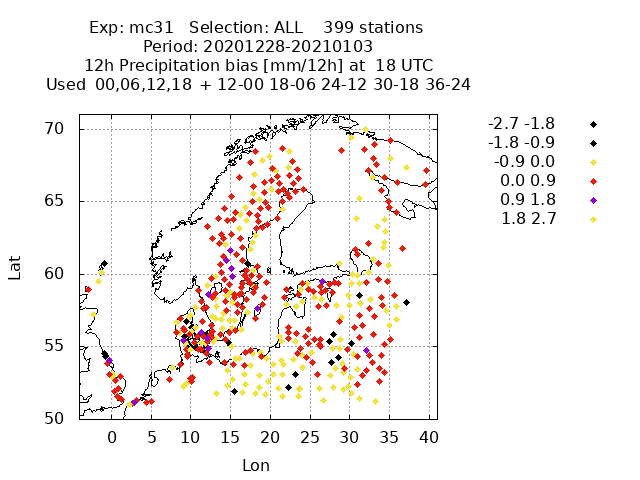 Exp: mc31 Selection: ALL 399 stations
Period: 20201228-20210103
12h Precipitation bias [mm/12h] at 18 UTC
Used 00,06,12,18 + 12-00 18-06 24-12 30-18 36-24
-2.7 -1.8
-1.8 -0.9
-0.9 0.0
0.0 0.9
0.9 1.8
1.8 2.7
70
65
60
55
50
Lat
0 5 10 15 20 25 30 35 40
Lon